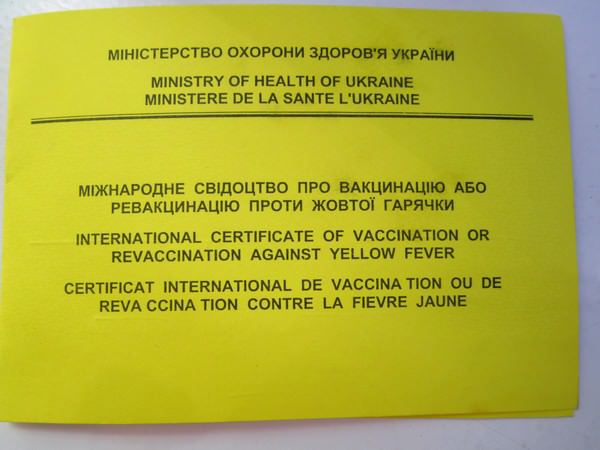 МІНІСТЕРСТВО ОХОРОНИ ЗДОРОВ'Я УКРАЇНИ
MINISTRY OF HEALTH OF UKRAINE
MINISTERE DE LA SANTE L'UKRAINE
МІЖНАРОДНЕ СВІДОЦТВО ПРО ВАКЦИНАЦІЮ АБО
РЕВАКЦИНАЦІЮ ПРОТИ ЖОВТОЇ ГАРЯЧКИ
INTERNATIONAL CERTIFICATE OF VACCINATION OR
REVACCINATION AGAINST YELLOW FEVER
CERTIFICAT INTERNATIONAL DE VACCINA TION OU DE
REVA CCINA TION CONTRE LA FIEVRE JAUNE